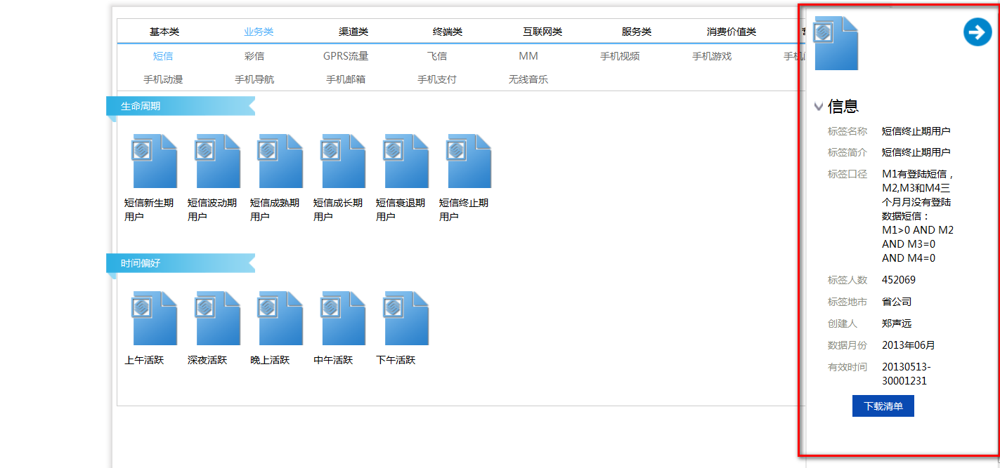 基本类 业务类 渠道类 终端类 互联网类 服务类 消费价值类
短信 彩信 GPRS流量 飞信 MM 手机视频 手机游戏 手机
手机动漫 手机导航 手机邮箱 手机支付 无线音乐
生命周期
短信新生期 短信波动期 短信成熟期 短信成长期 短信衰退期 短信终止期
用户 用户 用户 用户 用户 用户
时间偏好
上午活跃 深夜活跃 晚上活跃 中午活跃 下午活跃
信息
标签名称 短信终止期用户
标签简介 短信终止期用户
标签口径 M1有登陆短信，
M2,M3和M4三
个月月没有登陆
数据短信：
M1>0 AND M2
AND M3=0
AND M4=0
标签人数 452069
标签地市 省公司
创建人 郑声远
数据月份 2013年06月
有效时间 20130513-
30001231
下载清单